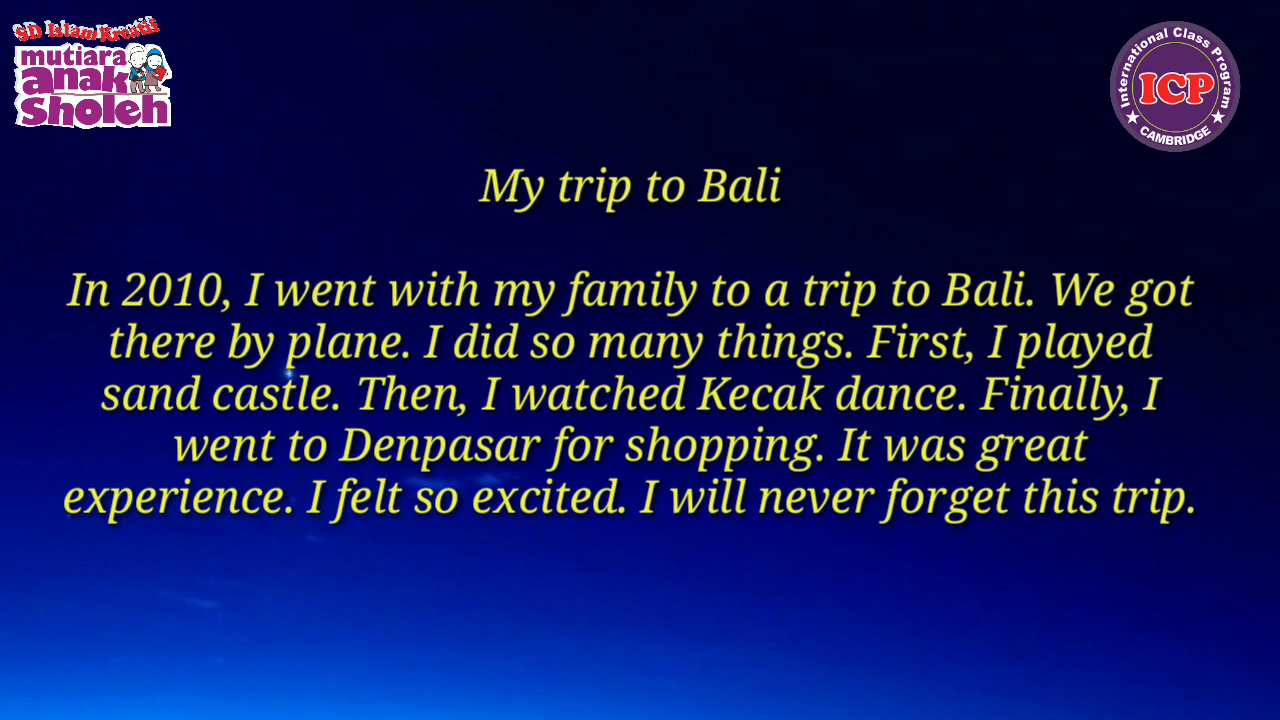 SD Islam Kreatif
mutiara
anak
Sholeh
International Class Program
ICP
CAMBRIDGE
My trip to Bali
In 2010, I went with my family to a trip to Bali. We got
there by plane. I did so many things. First, I played
sand castle. Then, I watched Kecak dance. Finally, I
went to Denpasar for shopping. It was great
experience. I felt so excited. I will never forget this trip.